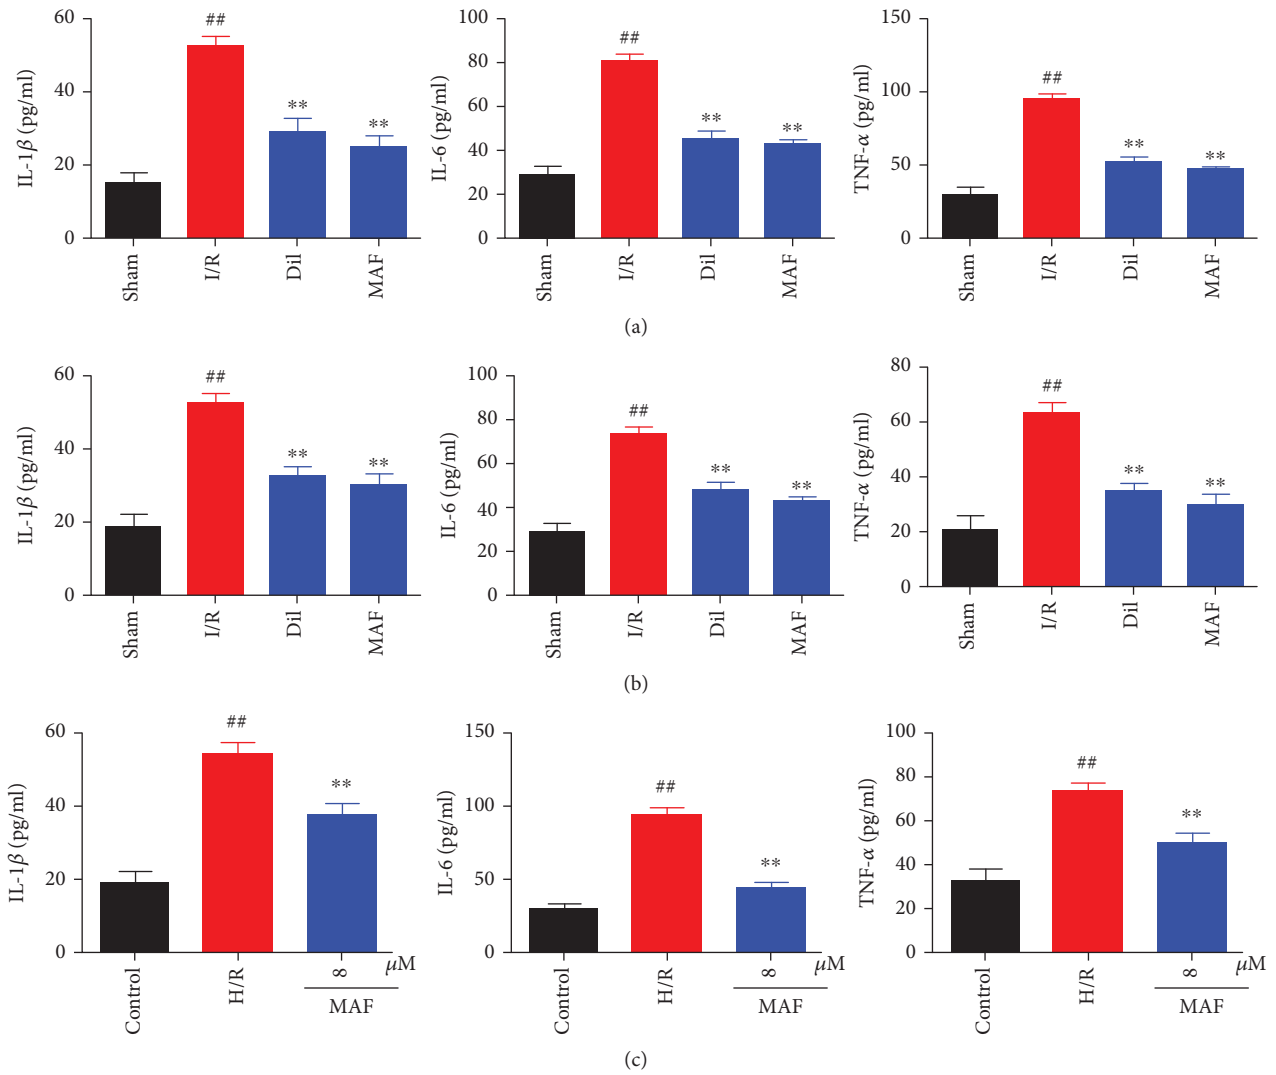 IL-1β (pg/ml)
60
40
20
0
##
**
**
Sham
I/R
Dil
MAF
IL-6 (pg/ml)
100
80
60
40
20
0
##
**
**
Sham
I/R
Dil
MAF
TNF-α (pg/ml)
150
100
50
0
##
**
**
Sham
I/R
Dil
MAF
(a)
IL-1β (pg/ml)
60
40
20
0
##
**
**
Sham
I/R
Dil
MAF
IL-6 (pg/ml)
100
80
60
40
20
0
##
**
**
Sham
I/R
Dil
MAF
TNF-α (pg/ml)
80
60
40
20
0
##
**
**
Sham
I/R
Dil
MAF
(b)
IL-1β (pg/ml)
60
40
20
0
##
**
Control
H/R
8
μM
MAF
IL-6 (pg/ml)
150
100
50
0
##
**
Control
H/R
8
μM
MAF
TNF-α (pg/ml)
100
80
60
40
20
0
##
**
Control
H/R
8
μM
MAF
(c)